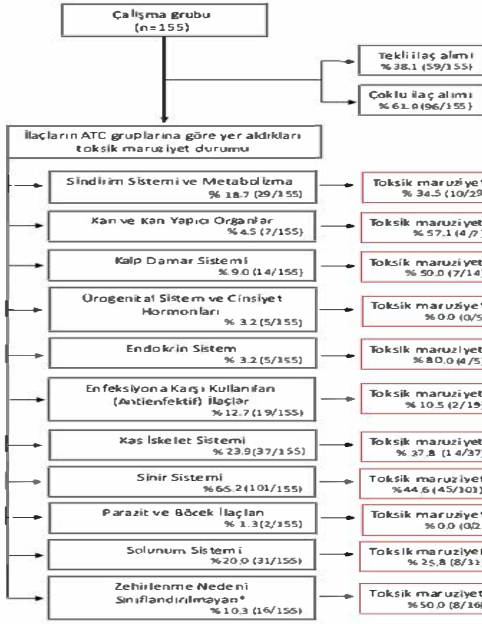 Çalışma grubu
(n=155)
Tekli ilaç alımı
%38.1 (59/155)
Çoklu ilaç alımı
%61.9 (96/155)
İlaçların ATC gruplarına göre yer aldıkları
toksik maruziyet durumu
Sindirim Sistemi ve Metabolizma
% 18.7 (29/155)
Toksik maruziye
% 34.5 (10/29
Kan ve Kan Yapıcı Organlar
%4.5 (7/155)
Toksik maruziyet
% 57.1 (4/7
Kalp Damar Sistemi
%9.0 (14/155)
Toksik maruziyet
% 50.0 (7/14
Ürogenital Sistem ve Cinsiyet
Hormonları
% 3.2 (5/155)
Toksik maruziye
%0.0 (0/5
Endokrin Sistem
% 3.2 (5/155)
Toksik maruziyet
%80.0 (4/5
Enfeksiyona Karşı Kullanılan
(Antienfektif) İlaçlar
%12.7 (19/155)
Toksik maruziyet
%10.5 (2/19
Kas İskelet Sistemi
%23.9(37/155)
Toksik maruziyet
% 37.8 (14/37
Sinir Sistemi
%65.2(101/155)
Toksik maruziyet
%44.6 (45/101)
Parazit ve Böcek İlaçları
% 1.3(2/155)
Toksik maruziye
%0.0 (0/2
Solunum Sistemi
%20.0 (31/155)
Toksik maruziyet
% 25.8 (8/31
Zehirlenme Nedeni
Sınıflandırılmayan*
%10.3 (16/155)
Toksik maruziyet
%50.0 (8/16